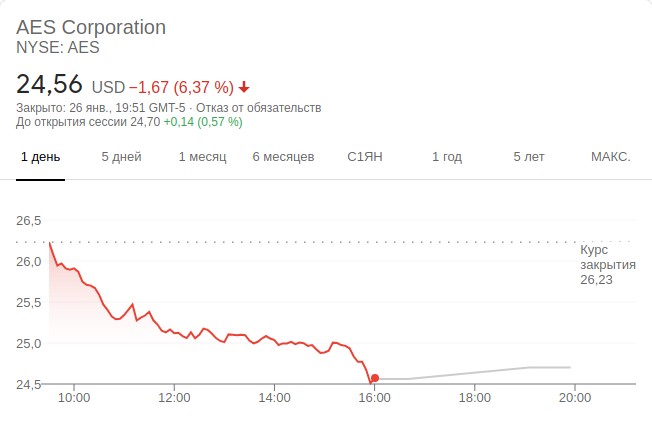 AES Corporation
NYSE: AES
24,56 USD −1,67 (6,37 %)
Закрыто: 26 янв., 19:51 GMT-5 · Отказ от обязательств
До открытия сессии 24,70 +0,14 (0,57 %)
1 день 5 дней 1 месяц 6 месяцев С1ЯН 1 год 5 лет МАКС.
26,5
Курс
закрытия
26,23
26,0
25,5
25,0
24,5
10:00 12:00 14:00 16:00 18:00 20:00